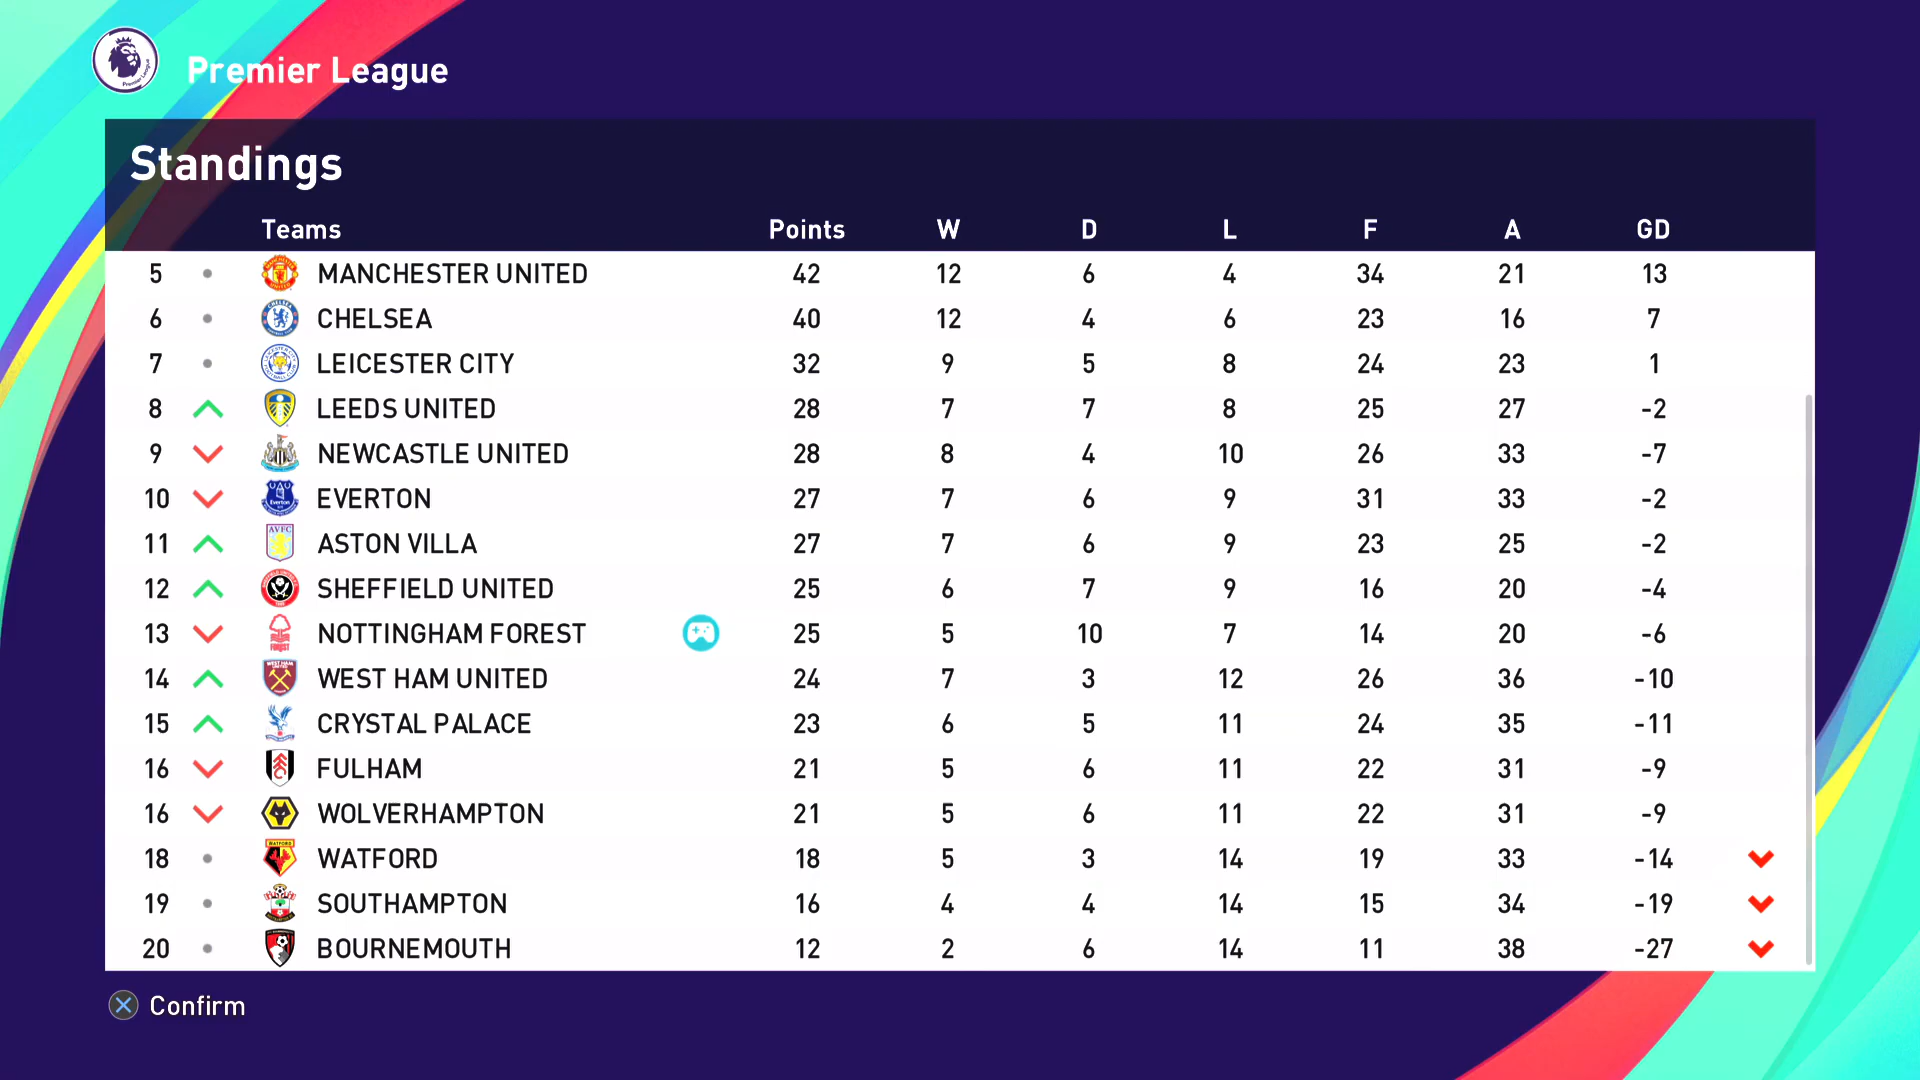 Premier League
Standings
Teams Points W D L F A GD
5 MANCHESTER UNITED 42 12 6 4 34 21 13
6 CHELSEA 40 12 4 6 23 16 7
7 LEICESTER CITY 32 9 5 8 24 23 1
8 LEEDS UNITED 28 7 7 8 25 27 -2
9 NEWCASTLE UNITED 28 8 4 10 26 33 -7
10 EVERTON 27 7 6 9 31 33 -2
11 ASTON VILLA 27 7 6 9 23 25 -2
12 SHEFFIELD UNITED 25 6 7 9 16 20 -4
13 NOTTINGHAM FOREST 25 5 10 7 14 20 -6
14 WEST HAM UNITED 24 7 3 12 26 36 -10
15 CRYSTAL PALACE 23 6 5 11 24 35 -11
16 FULHAM 21 5 6 11 22 31 -9
16 WOLVERHAMPTON 21 5 6 11 22 31 -9
18 WATFORD 18 5 3 14 19 33 -14
19 SOUTHAMPTON 16 4 4 14 15 34 -19
20 BOURNEMOUTH 12 2 6 14 11 38 -27
Confirm